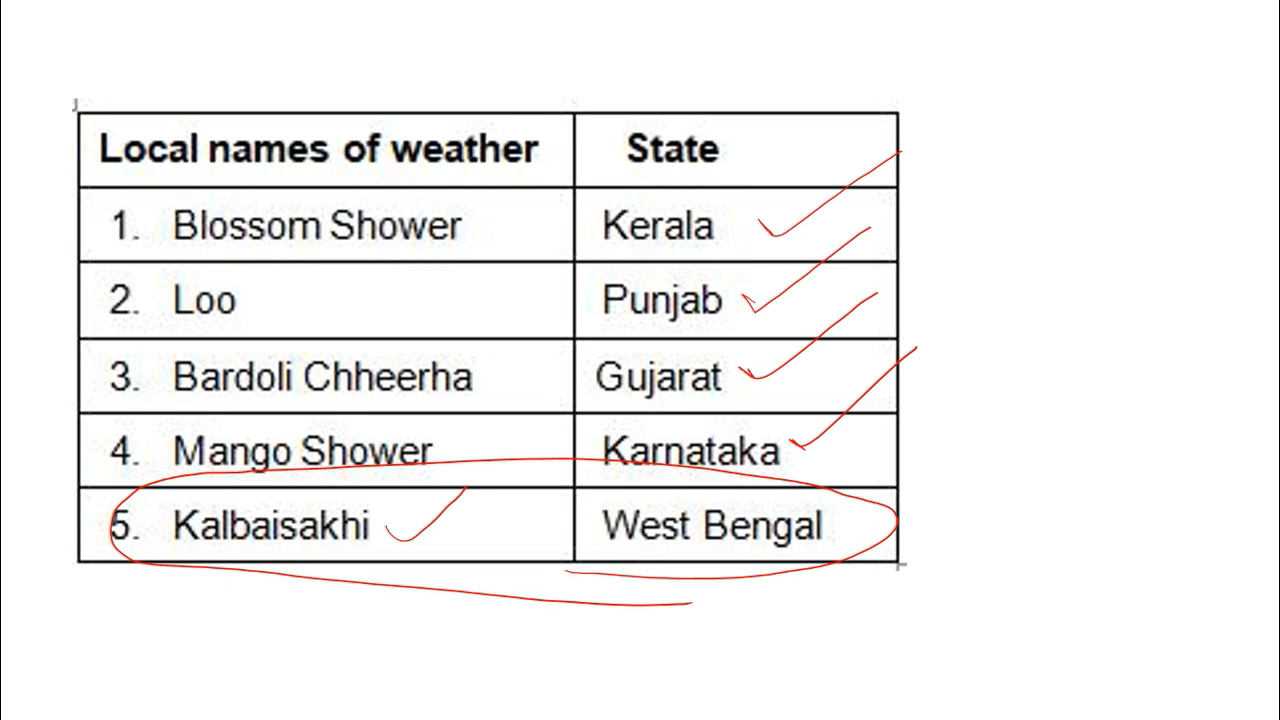 Local names of weather State
1. Blossom Shower Kerala
2. Loo Punjab
3. Bardoli Chheerha Gujarat
4. Mango Shower Karnataka
5. Kalbaisakhi West Bengal